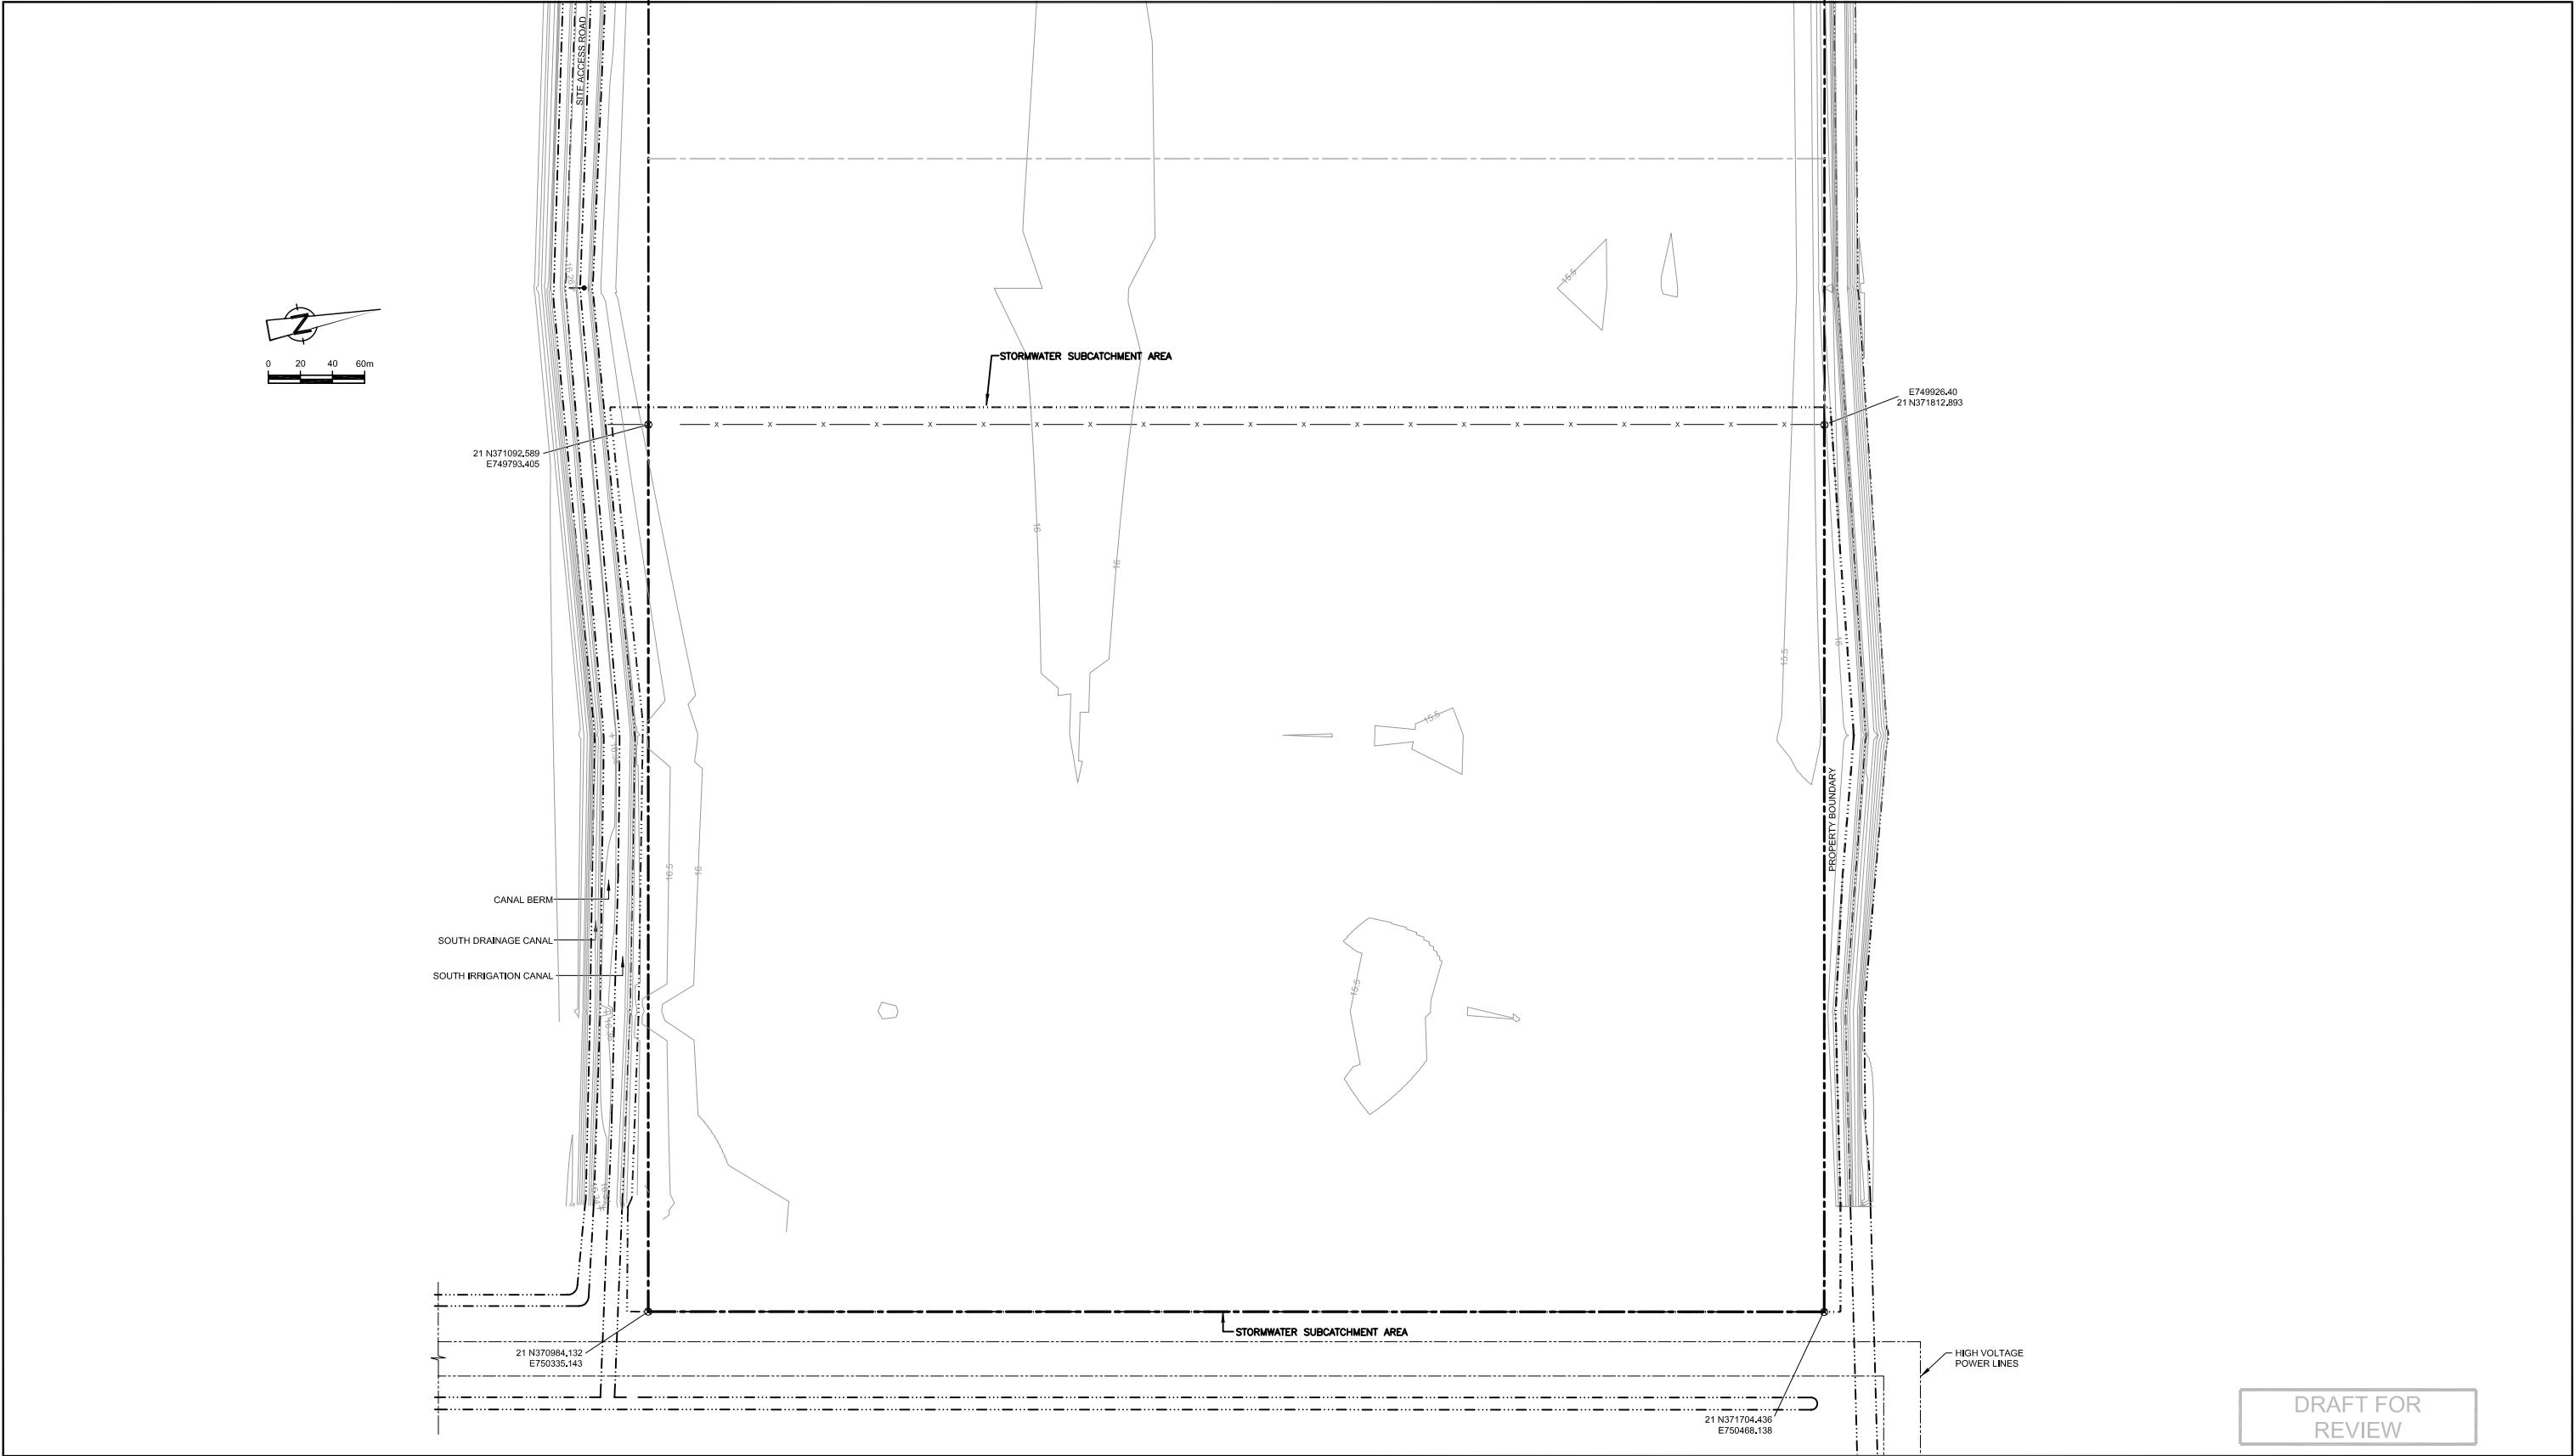 SITE ACCESS ROAD
Z
0 20 40 60m
15.5
STORMWATER SUBCATCHMENT AREA
E749926.40
21 N371812.893
21 N371092.589
E749793.405
16
16
15.5
16
15.5
PROPERTY BOUNDARY
16.5
16
CANAL BERM
SOUTH DRAINAGE CANAL
SOUTH IRRIGATION CANAL
15.5
STORMWATER SUBCATCHMENT AREA
21 N370984.132
E750335.143
HIGH VOLTAGE
POWER LINES
21 N371704.436
E750468.138
DRAFT FOR
REVIEW